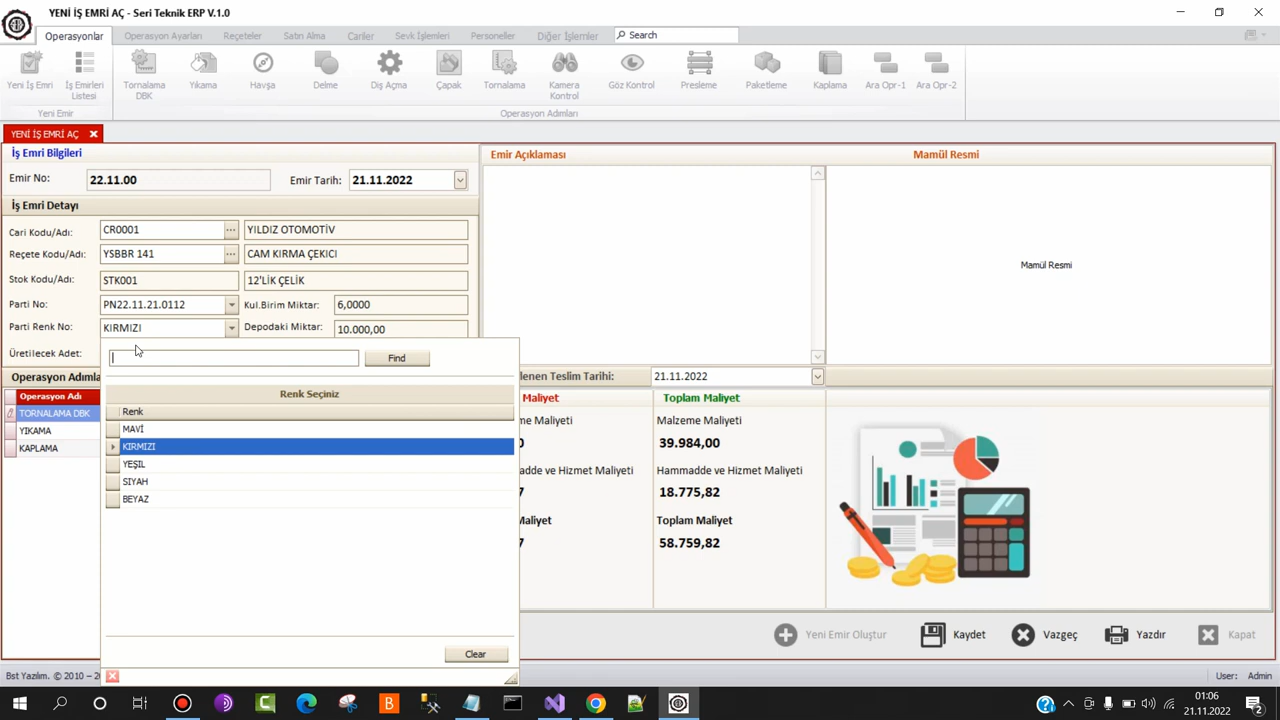 YENİ İŞ EMRİ AÇ - Seri Teknik ERP V.1.0
Operasyonlar
Operasyon Ayarları
Reçeteler
Satın Alma
Cariler
Sevk İşlemleri
Personeller
Diğer İşlemler
Search
Yeni İş Emri
İş Emirleri Listesi
Tornalama DBK
Yıkama
Havşa
Delme
Diş Açma
Çapak
Tornalama
Kamera Kontrol
Göz Kontrol
Presleme
Paketleme
Kaplama
Ara Opr-1
Ara Opr-2
Yeni Emir
Operasyon Adımları
YENİ İŞ EMRİ AÇ
İş Emri Bilgileri
Emir No: 22.11.00
Emir Tarih: 21.11.2022
İş Emri Detayı
Cari Kodu/Adı: CR0001 YILDIZ OTOMOTİV
Reçete Kodu/Adı: YSBBR 141 CAM KIRMA ÇEKICI
Stok Kodu/Adı: STK001 12'LİK ÇELİK
Parti No: PN22.11.21.0112 Kul.Birim Miktar: 6,0000
Parti Renk No: KIRMIZI Depodaki Miktar: 10.000,00
Üretilecek Adet:
Find
Renk Seçiniz
Renk
MAVİ
KIRMIZI
YEŞIL
SIYAH
BEYAZ
Clear
Operasyon Adımla
Operasyon Adı
TORNALAMA DBK
YIKAMA
KAPLAMA
Emir Açıklaması
Mamül Resmi
Mamül Resmi
lenen Teslim Tarihi: 21.11.2022
Maliyet
Toplam Maliyet
me Maliyeti
Malzeme Maliyeti
0
39.984,00
adde ve Hizmet Maliyeti
Hammadde ve Hizmet Maliyeti
7
18.775,82
Maliyet
Toplam Maliyet
7
58.759,82
Yeni Emir Oluştur
Kaydet
Vazgeç
Yazdır
Kapat
Bst Yazılım. © 2010 – 2
User: Admin
01:06
21.11.2022
2